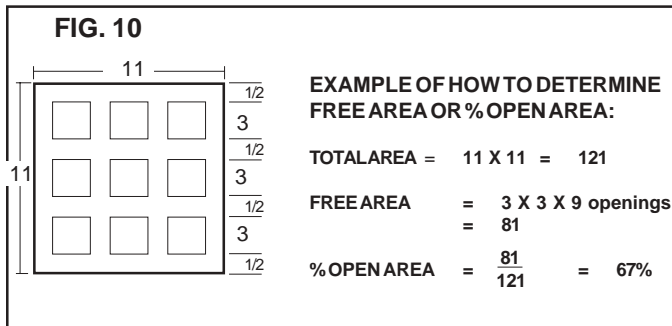 FIG. 10
11
11
1/2
3
1/2
3
1/2
3
1/2
EXAMPLE OF HOW TO DETERMINE
FREE AREA OR % OPEN AREA:
TOTAL AREA = 11 X 11 = 121
FREE AREA = 3 X 3 X 9 openings
= 81
% OPEN AREA = 81/121 = 67%